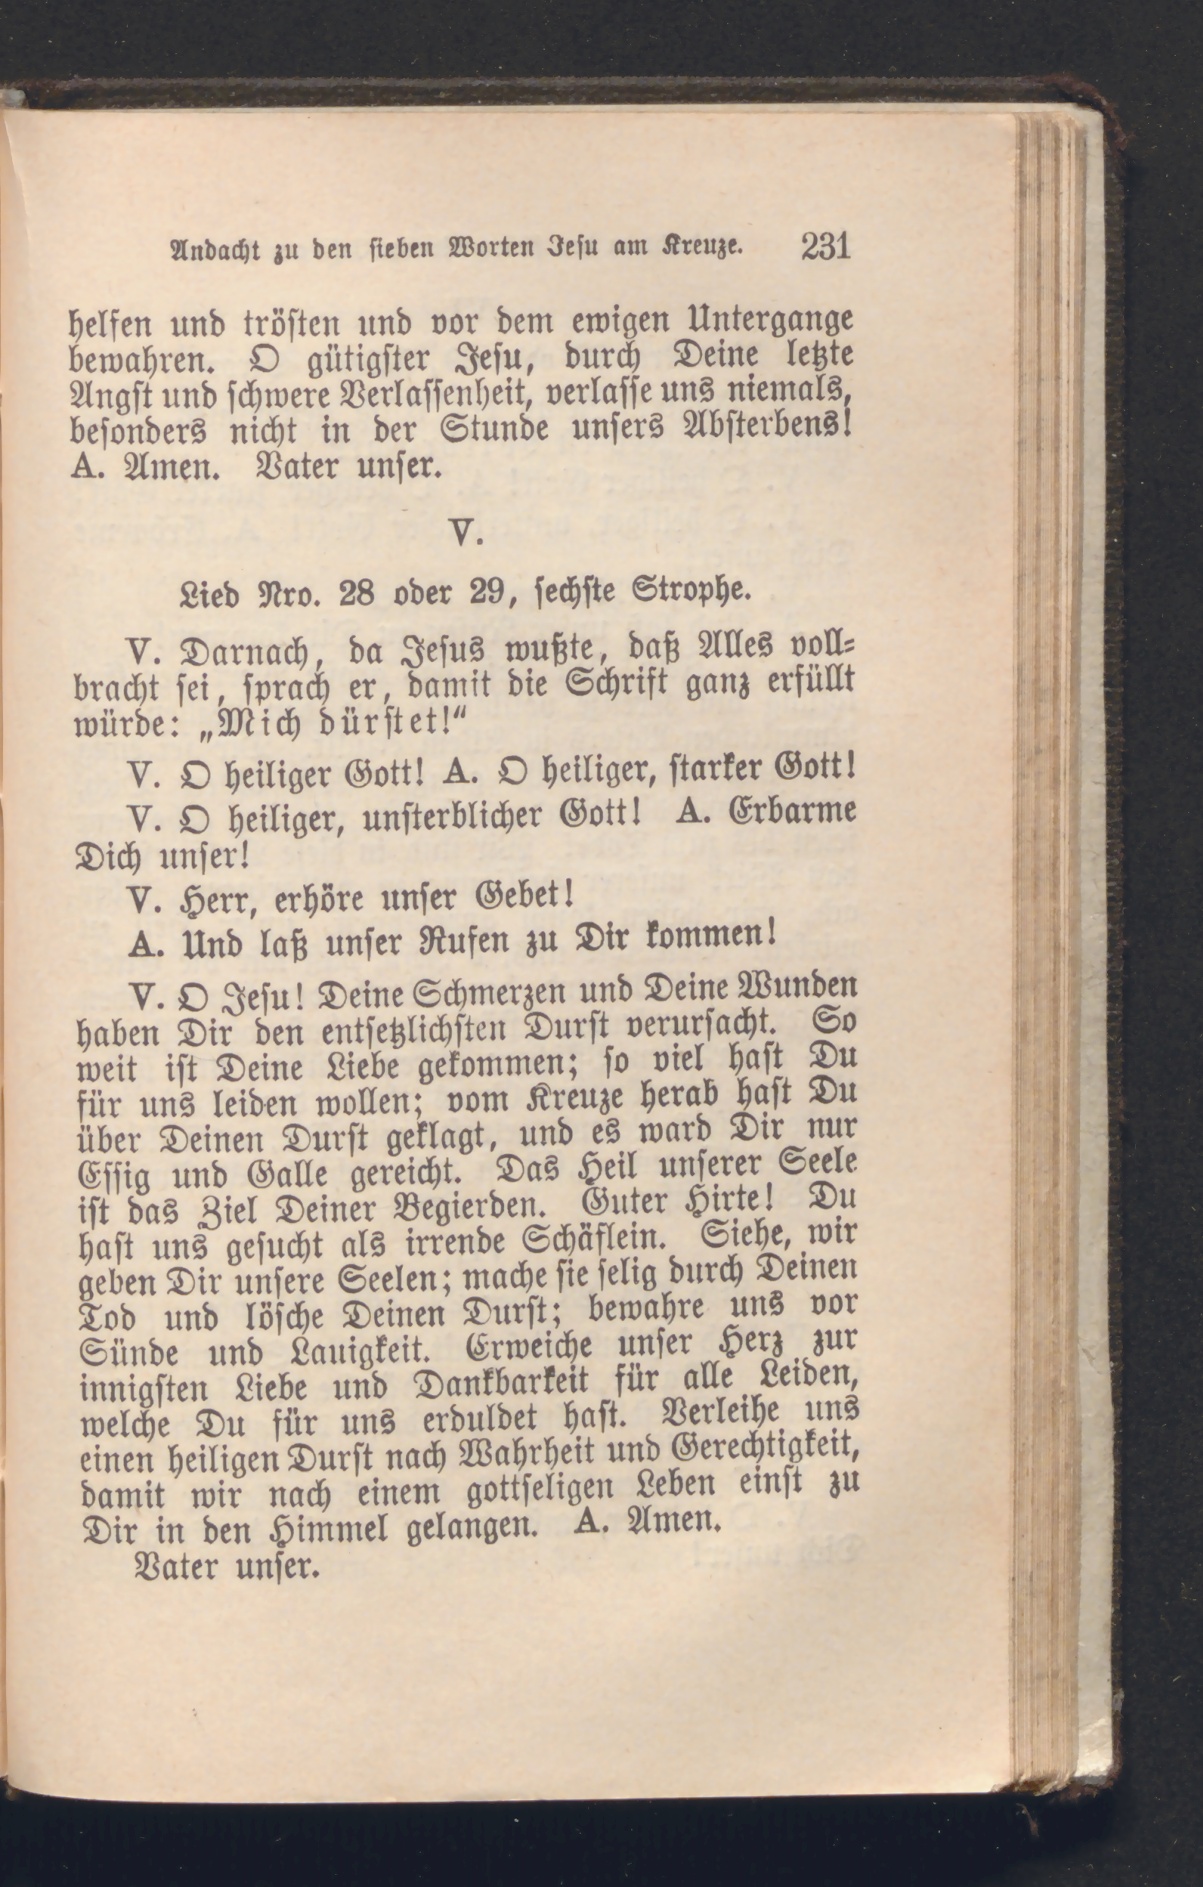 Andacht zu den sieben Worten Jesu am Kreuze. 231
helfen und trösten und vor dem ewigen Untergange
bewahren. O gütigster Jesu, durch Deine letzte
Angst und schwere Verlassenheit, verlasse uns niemals,
besonders nicht in der Stunde unsers Absterbens!
A. Amen. Vater unser.
V.
Lied Nro. 28 oder 29, sechste Strophe.
V. Darnach, da Jesus wußte, daß Alles voll-
bracht sei, sprach er, damit die Schrift ganz erfüllt
würde: „Mich dürstet!“
V. O heiliger Gott! A. O heiliger, starker Gott!
V. O heiliger, unsterblicher Gott! A. Erbarme
Dich unser!
V. Herr, erhöre unser Gebet!
A. Und laß unser Rufen zu Dir kommen!
V. O Jesu! Deine Schmerzen und Deine Wunden
haben Dir den entsetzlichsten Durst verursacht. So
weit ist Deine Liebe gekommen; so viel hast Du
für uns leiden wollen; vom Kreuze herab hast Du
über Deinen Durst geklagt, und es ward Dir nur
Essig und Galle gereicht. Das Heil unserer Seele
ist das Ziel Deiner Begierden. Guter Hirte! Du
hast uns gesucht als irrende Schäflein. Siehe, wir
geben Dir unsere Seelen; mache sie selig durch Deinen
Tod und lösche Deinen Durst; bewahre uns vor
Sünde und Lauigkeit. Erweiche unser Herz zur
innigsten Liebe und Dankbarkeit für alle Leiden,
welche Du für uns erduldet hast. Verleihe uns
einen heiligen Durst nach Wahrheit und Gerechtigkeit,
damit wir nach einem gottseligen Leben einst zu
Dir in den Himmel gelangen. A. Amen.
Vater unser.